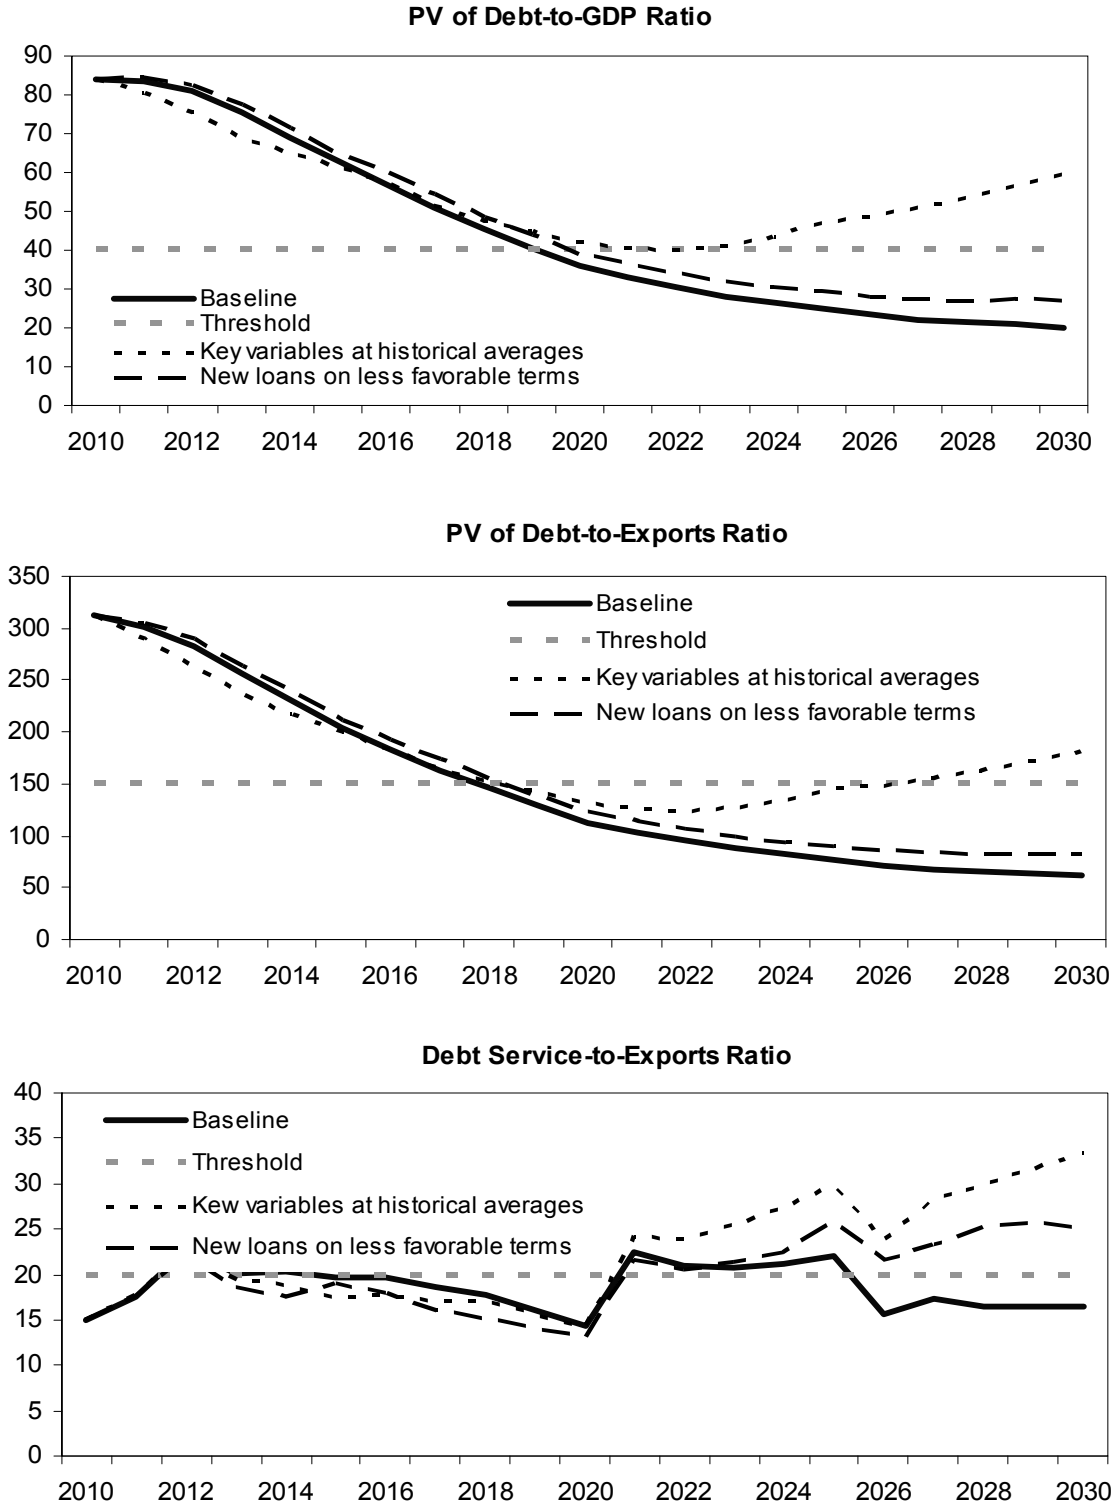 PV of Debt-to-GDP Ratio
90
80
70
60
50
40
30
20
10
0
Baseline
Threshold
Key variables at historical averages
New loans on less favorable terms
2010 2012 2014 2016 2018 2020 2022 2024 2026 2028 2030
PV of Debt-to-Exports Ratio
350
300
250
200
150
100
50
0
Baseline
Threshold
Key variables at historical averages
New loans on less favorable terms
2010 2012 2014 2016 2018 2020 2022 2024 2026 2028 2030
Debt Service-to-Exports Ratio
40
35
30
25
20
15
10
5
0
Baseline
Threshold
Kew variables at historical averages
New loans on less favorable terms
2010 2012 2014 2016 2018 2020 2022 2024 2026 2028 2030